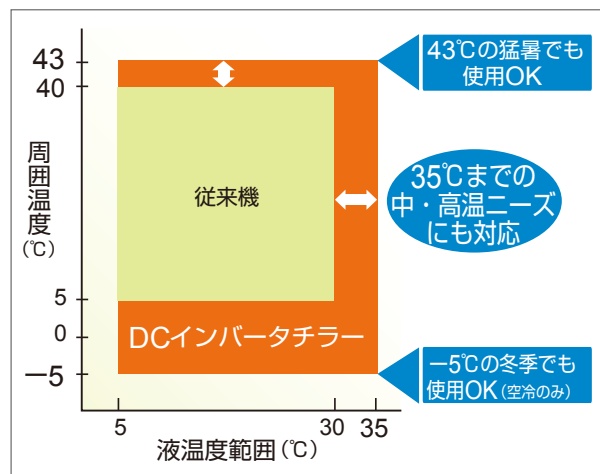 43
40
周囲温度
(℃)
5
0
－5
5
30
35
液温度範囲(℃)
従来機
DCインバータチラー
43℃の猛暑でも
使用OK
35℃までの
中・高温ニーズ
にも対応
－5℃の冬季でも
使用OK(空冷のみ)